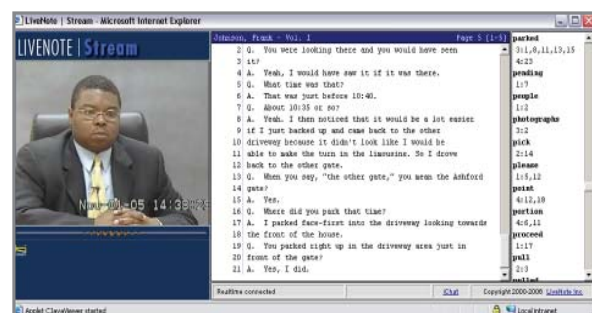 LiveNote | Stream - Microsoft Internet Explorer
LIVENOTE | Stream
Nov-01-05 14:38
Johnson, Frank - Vol. I Page 5 [1-5]
2 Q. You were looking there and you would have seen
3 it?
4 A. Yeah, I would have saw it if it was there.
5 Q. What time was that?
6 A. That was just before 10:40.
7 Q. About 10:35 or so?
8 A. Yeah. I then noticed that it would be a lot easier
9 if I just backed up and came back to the other
10 driveway because it didn't look like I would be
11 able to make the turn in the limousine. So I drove
12 back to the other gate.
13 Q. When you say, "the other gate," you mean the Ashford
14 gate?
15 A. Yes.
16 Q. Where did you park that time?
17 A. I parked face-first into the driveway looking towards
18 the front of the house.
19 Q. You parked right up in the driveway area just in
20 front of the gate?
21 A. Yes, I did.
parked
3:1,8,11,13,15
4:23
pending
1:7
people
1:2
photographs
3:2
pick
2:14
please
1:5,12
point
4:12,18
portion
4:6,11
proceed
1:17
pull
2:3
pulled
Realtime connected
iChat
Copyright 2000-2006 LiveNote Inc.
Applet CJavaViewer started
Local intranet